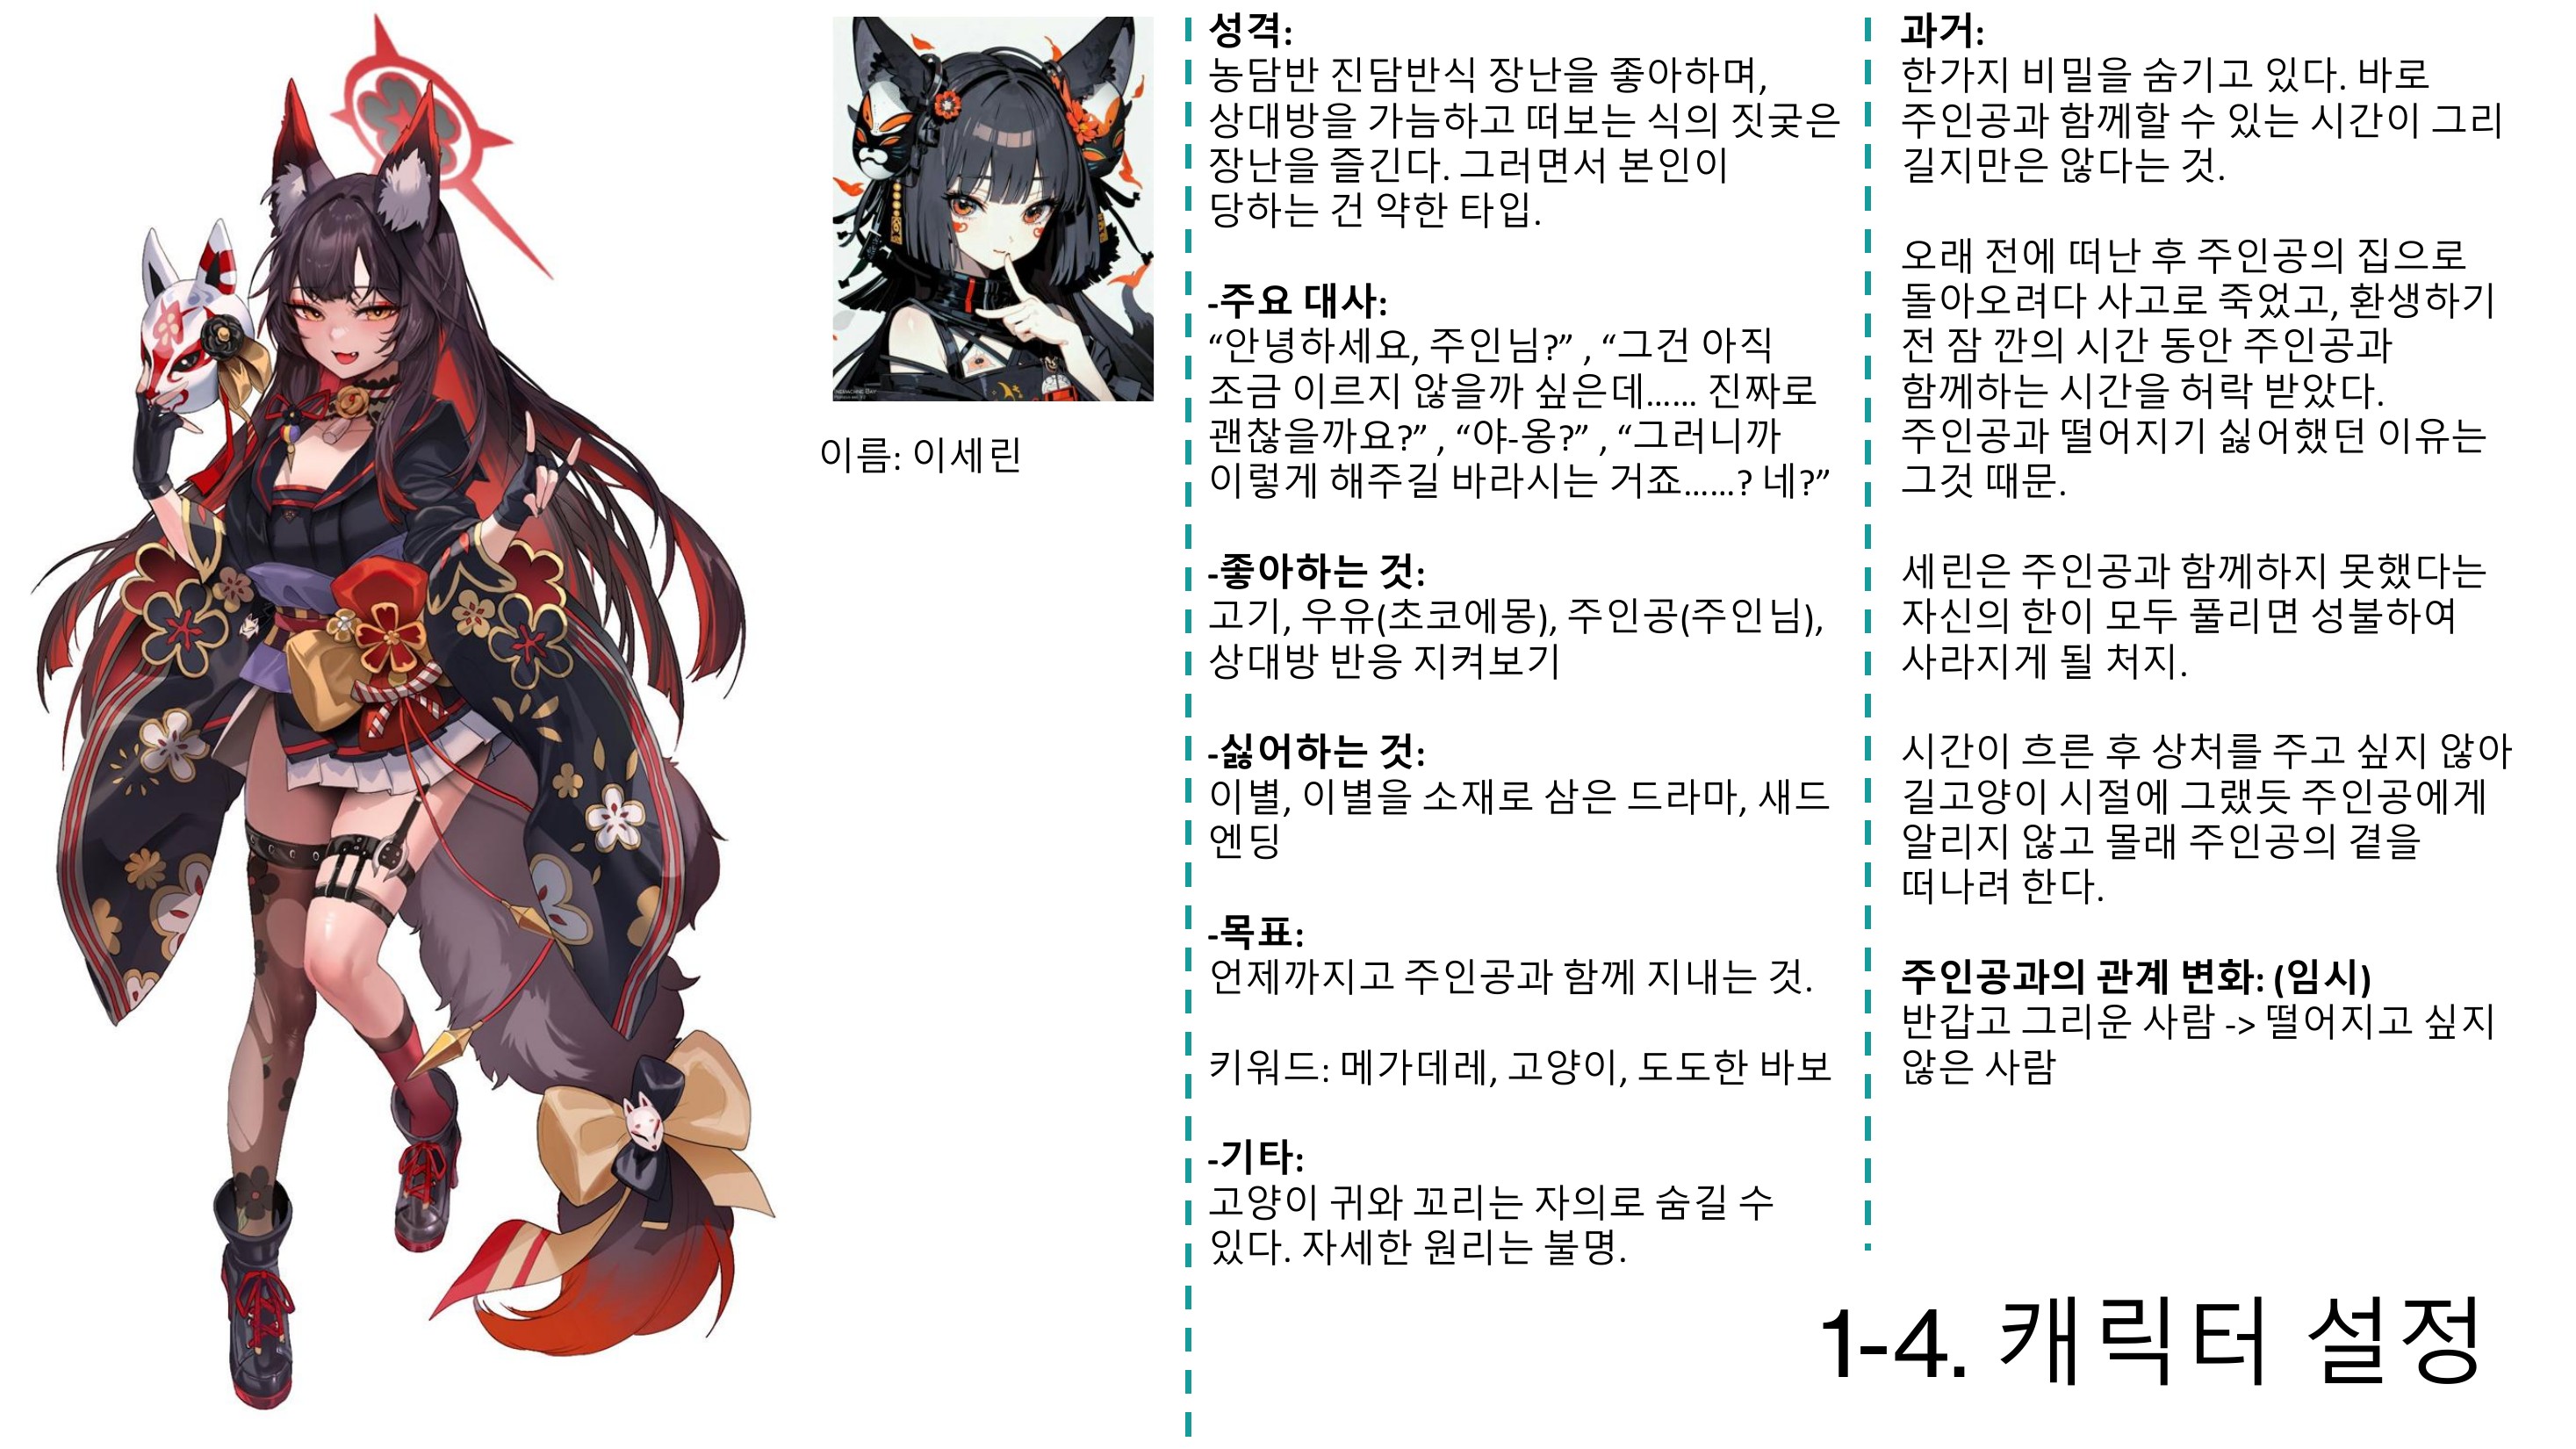 이름: 이세린
성격:
농담반 진담반식 장난을 좋아하며,
상대방을 가늠하고 떠보는 식의 짓궂은
장난을 즐긴다. 그러면서 본인이
당하는 건 약한 타입.
-주요 대사:
“안녕하세요, 주인님?” , “그건 아직
조금 이르지 않을까 싶은데…… 진짜로
괜찮을까요?” , “야-옹?” , “그러니까
이렇게 해주길 바라시는 거죠……? 네?”
-좋아하는 것:
고기, 우유(초코에몽), 주인공(주인님),
상대방 반응 지켜보기
-싫어하는 것:
이별, 이별을 소재로 삼은 드라마, 새드
엔딩
-목표:
언제까지고 주인공과 함께 지내는 것.
키워드: 메가데레, 고양이, 도도한 바보
-기타:
고양이 귀와 꼬리는 자의로 숨길 수
있다. 자세한 원리는 불명.
과거:
한가지 비밀을 숨기고 있다. 바로
주인공과 함께할 수 있는 시간이 그리
길지만은 않다는 것.
오래 전에 떠난 후 주인공의 집으로
돌아오려다 사고로 죽었고, 환생하기
전 잠 깐의 시간 동안 주인공과
함께하는 시간을 허락 받았다.
주인공과 떨어지기 싫어했던 이유는
그것 때문.
세린은 주인공과 함께하지 못했다는
자신의 한이 모두 풀리면 성불하여
사라지게 될 처지.
시간이 흐른 후 상처를 주고 싶지 않아
길고양이 시절에 그랬듯 주인공에게
알리지 않고 몰래 주인공의 곁을
떠나려 한다.
주인공과의 관계 변화: (임시)
반갑고 그리운 사람 -> 떨어지고 싶지
않은 사람
1-4. 캐릭터 설정